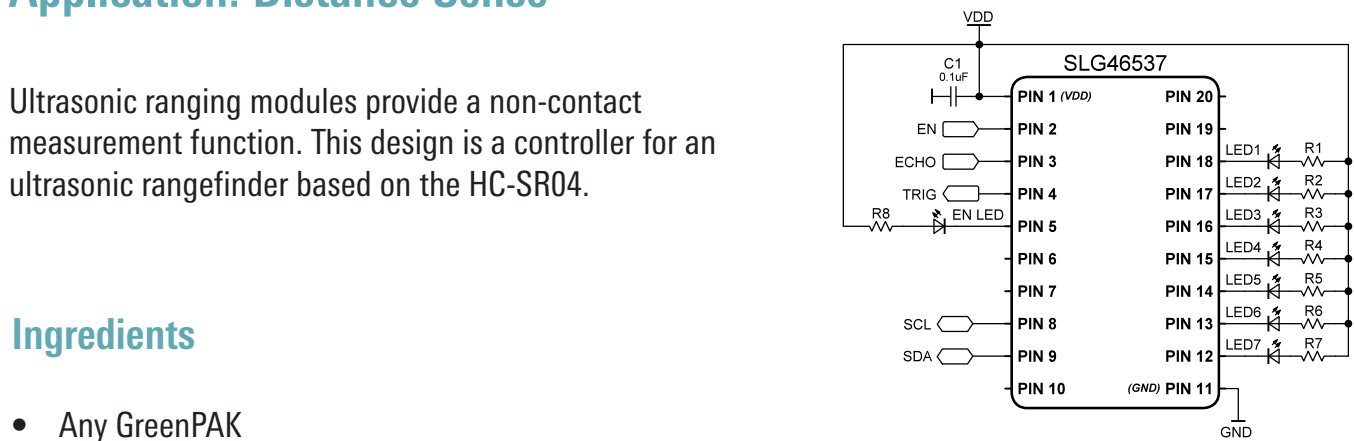 Application: Distance Sense
Ultrasonic ranging modules provide a non-contact
measurement function. This design is a controller for an
ultrasonic rangefinder based on the HC-SR04.
Ingredients
• Any GreenPAK
VDD
SLG46537
C1
0.1uF
PIN 1 (VDD)
PIN 20
EN
PIN 2
PIN 19
ECHO
PIN 3
PIN 18
LED1
R1
TRIG
PIN 4
PIN 17
LED2
R2
R8
EN LED
PIN 5
PIN 16
LED3
R3
PIN 6
PIN 15
LED4
R4
PIN 7
PIN 14
LED5
R5
SCL
PIN 8
PIN 13
LED6
R6
SDA
PIN 9
PIN 12
LED7
R7
PIN 10
(GND) PIN 11
GND